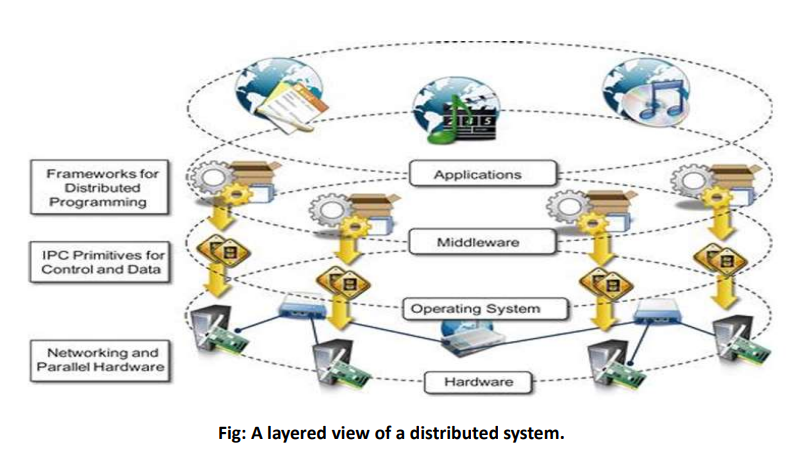 Frameworks for
Distributed
Programming
Applications
IPC Primitives for
Control and Data
Middleware
Operating System
Networking and
Parallel Hardware
Hardware
Fig: A layered view of a distributed system.